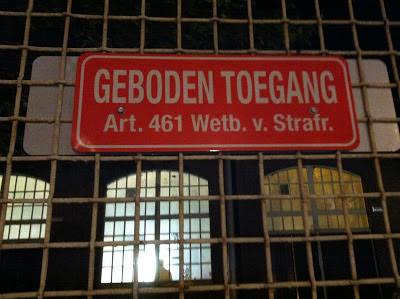 GEBODEN TOEGANG
Art. 461 Wetb. v. Strafr.